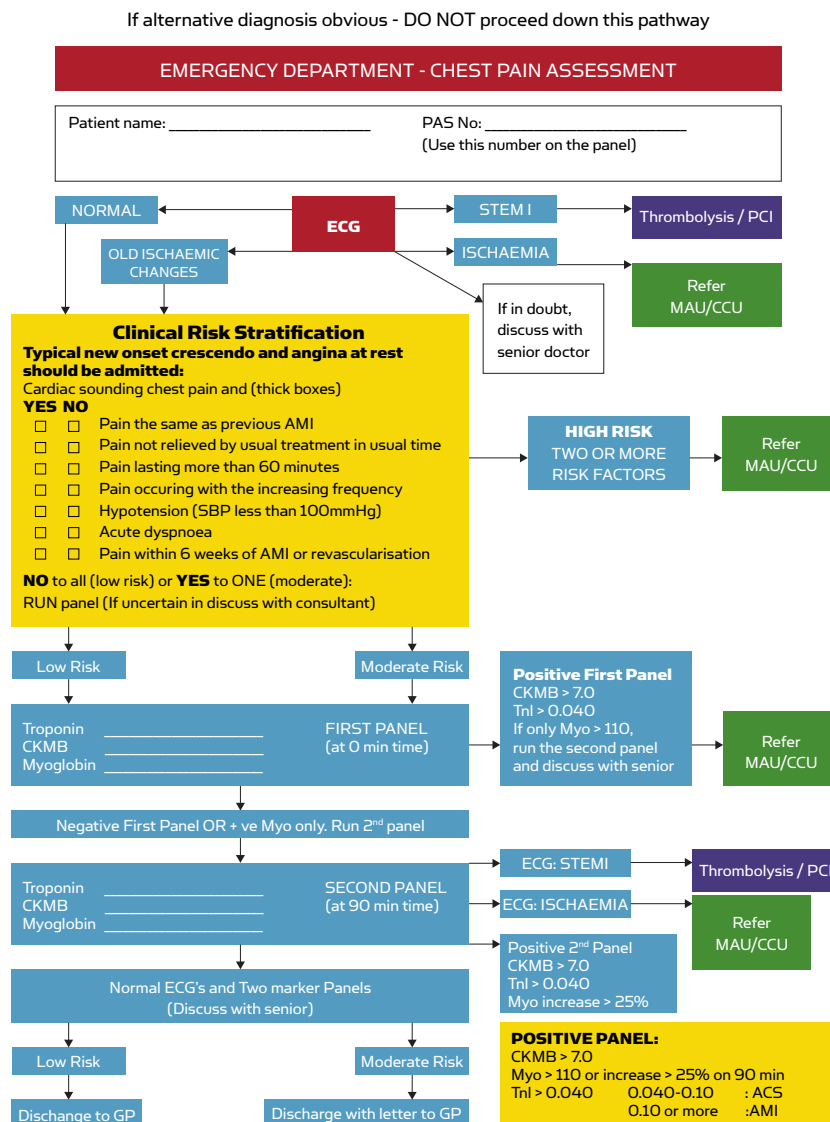 If alternative diagnosis obvious - DO NOT proceed down this pathway
EMERGENCY DEPARTMENT - CHEST PAIN ASSESSMENT
Patient name: ___________________________
PAS No: ___________________________
(Use this number on the panel)
NORMAL
ECG
STEM I
Thrombolysis / PCI
OLD ISCHAEMIC
CHANGES
ISCHAEMIA
Refer
MAU/CCU
If in doubt,
discuss with
senior doctor
Clinical Risk Stratification
Typical new onset crescendo and angina at rest
should be admitted:
Cardiac sounding chest pain and (thick boxes)
YES NO
☐ ☐ Pain the same as previous AMI
☐ ☐ Pain not relieved by usual treatment in usual time
☐ ☐ Pain lasting more than 60 minutes
☐ ☐ Pain occuring with the increasing frequency
☐ ☐ Hypotension (SBP less than 100mmHg)
☐ ☐ Acute dyspnoea
☐ ☐ Pain within 6 weeks of AMI or revascularisation
NO to all (low risk) or YES to ONE (moderate):
RUN panel (If uncertain in discuss with consultant)
HIGH RISK
TWO OR MORE
RISK FACTORS
Refer
MAU/CCU
Low Risk
Moderate Risk
Troponin ____________________ FIRST PANEL
CKMB ____________________ (at 0 min time)
Myoglobin ____________________
Positive First Panel
CKMB > 7.0
Tnl > 0.040
If only Myo > 110,
run the second panel
and discuss with senior
Refer
MAU/CCU
Negative First Panel OR + ve Myo only. Run 2nd panel
Troponin ____________________ SECOND PANEL
CKMB ____________________ (at 90 min time)
Myoglobin ____________________
ECG: STEMI
Thrombolysis / PCI
ECG: ISCHAEMIA
Refer
MAU/CCU
Positive 2nd Panel
CKMB > 7.0
Tnl > 0.040
Myo increase > 25%
Normal ECG's and Two marker Panels
(Discuss with senior)
Low Risk
Moderate Risk
Dischange to GP
Discharge with letter to GP
POSITIVE PANEL:
CKMB > 7.0
Myo > 110 or increase > 25% on 90 min
Tnl > 0.040 0.040-0.10 : ACS
0.10 or more :AMI